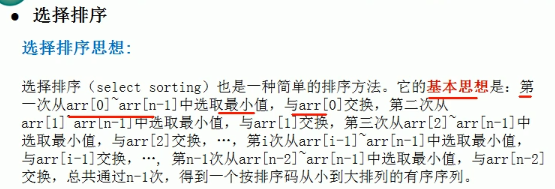 ● 选择排序
选择排序思想:
选择排序（select sorting）也是一种简单的排序方法。它的基本思想是：第
一次从arr[0]~arr[n-1]中选取最小值，与arr[0]交换，第二次从
arr[1]~arr[n-1]中选取最小值，与arr[1]交换，第三次从arr[2]~arr[n-1]中
选取最小值，与arr[2]交换，…，第i次从arr[i-1]~arr[n-1]中选取最小值，
与arr[i-1]交换，…, 第n-1次从arr[n-2]~arr[n-1]中选取最小值，与arr[n-2]
交换，总共通过n-1次，得到一个按排序码从小到大排列的有序序列。